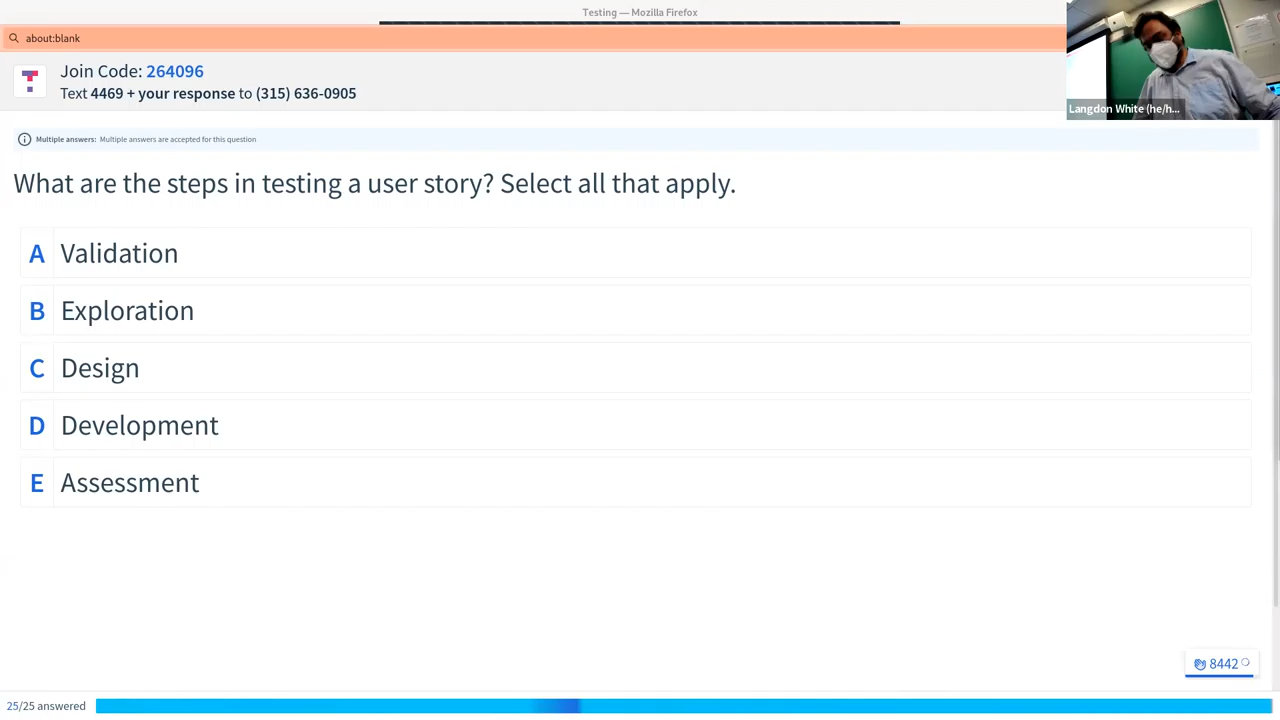 Testing — Mozilla Firefox
about:blank
Join Code: 264096
Text 4469 + your response to (315) 636-0905
Langdon White (he/h...
Multiple answers: Multiple answers are accepted for this question
What are the steps in testing a user story? Select all that apply.
A Validation
B Exploration
C Design
D Development
E Assessment
8442
25/25 answered